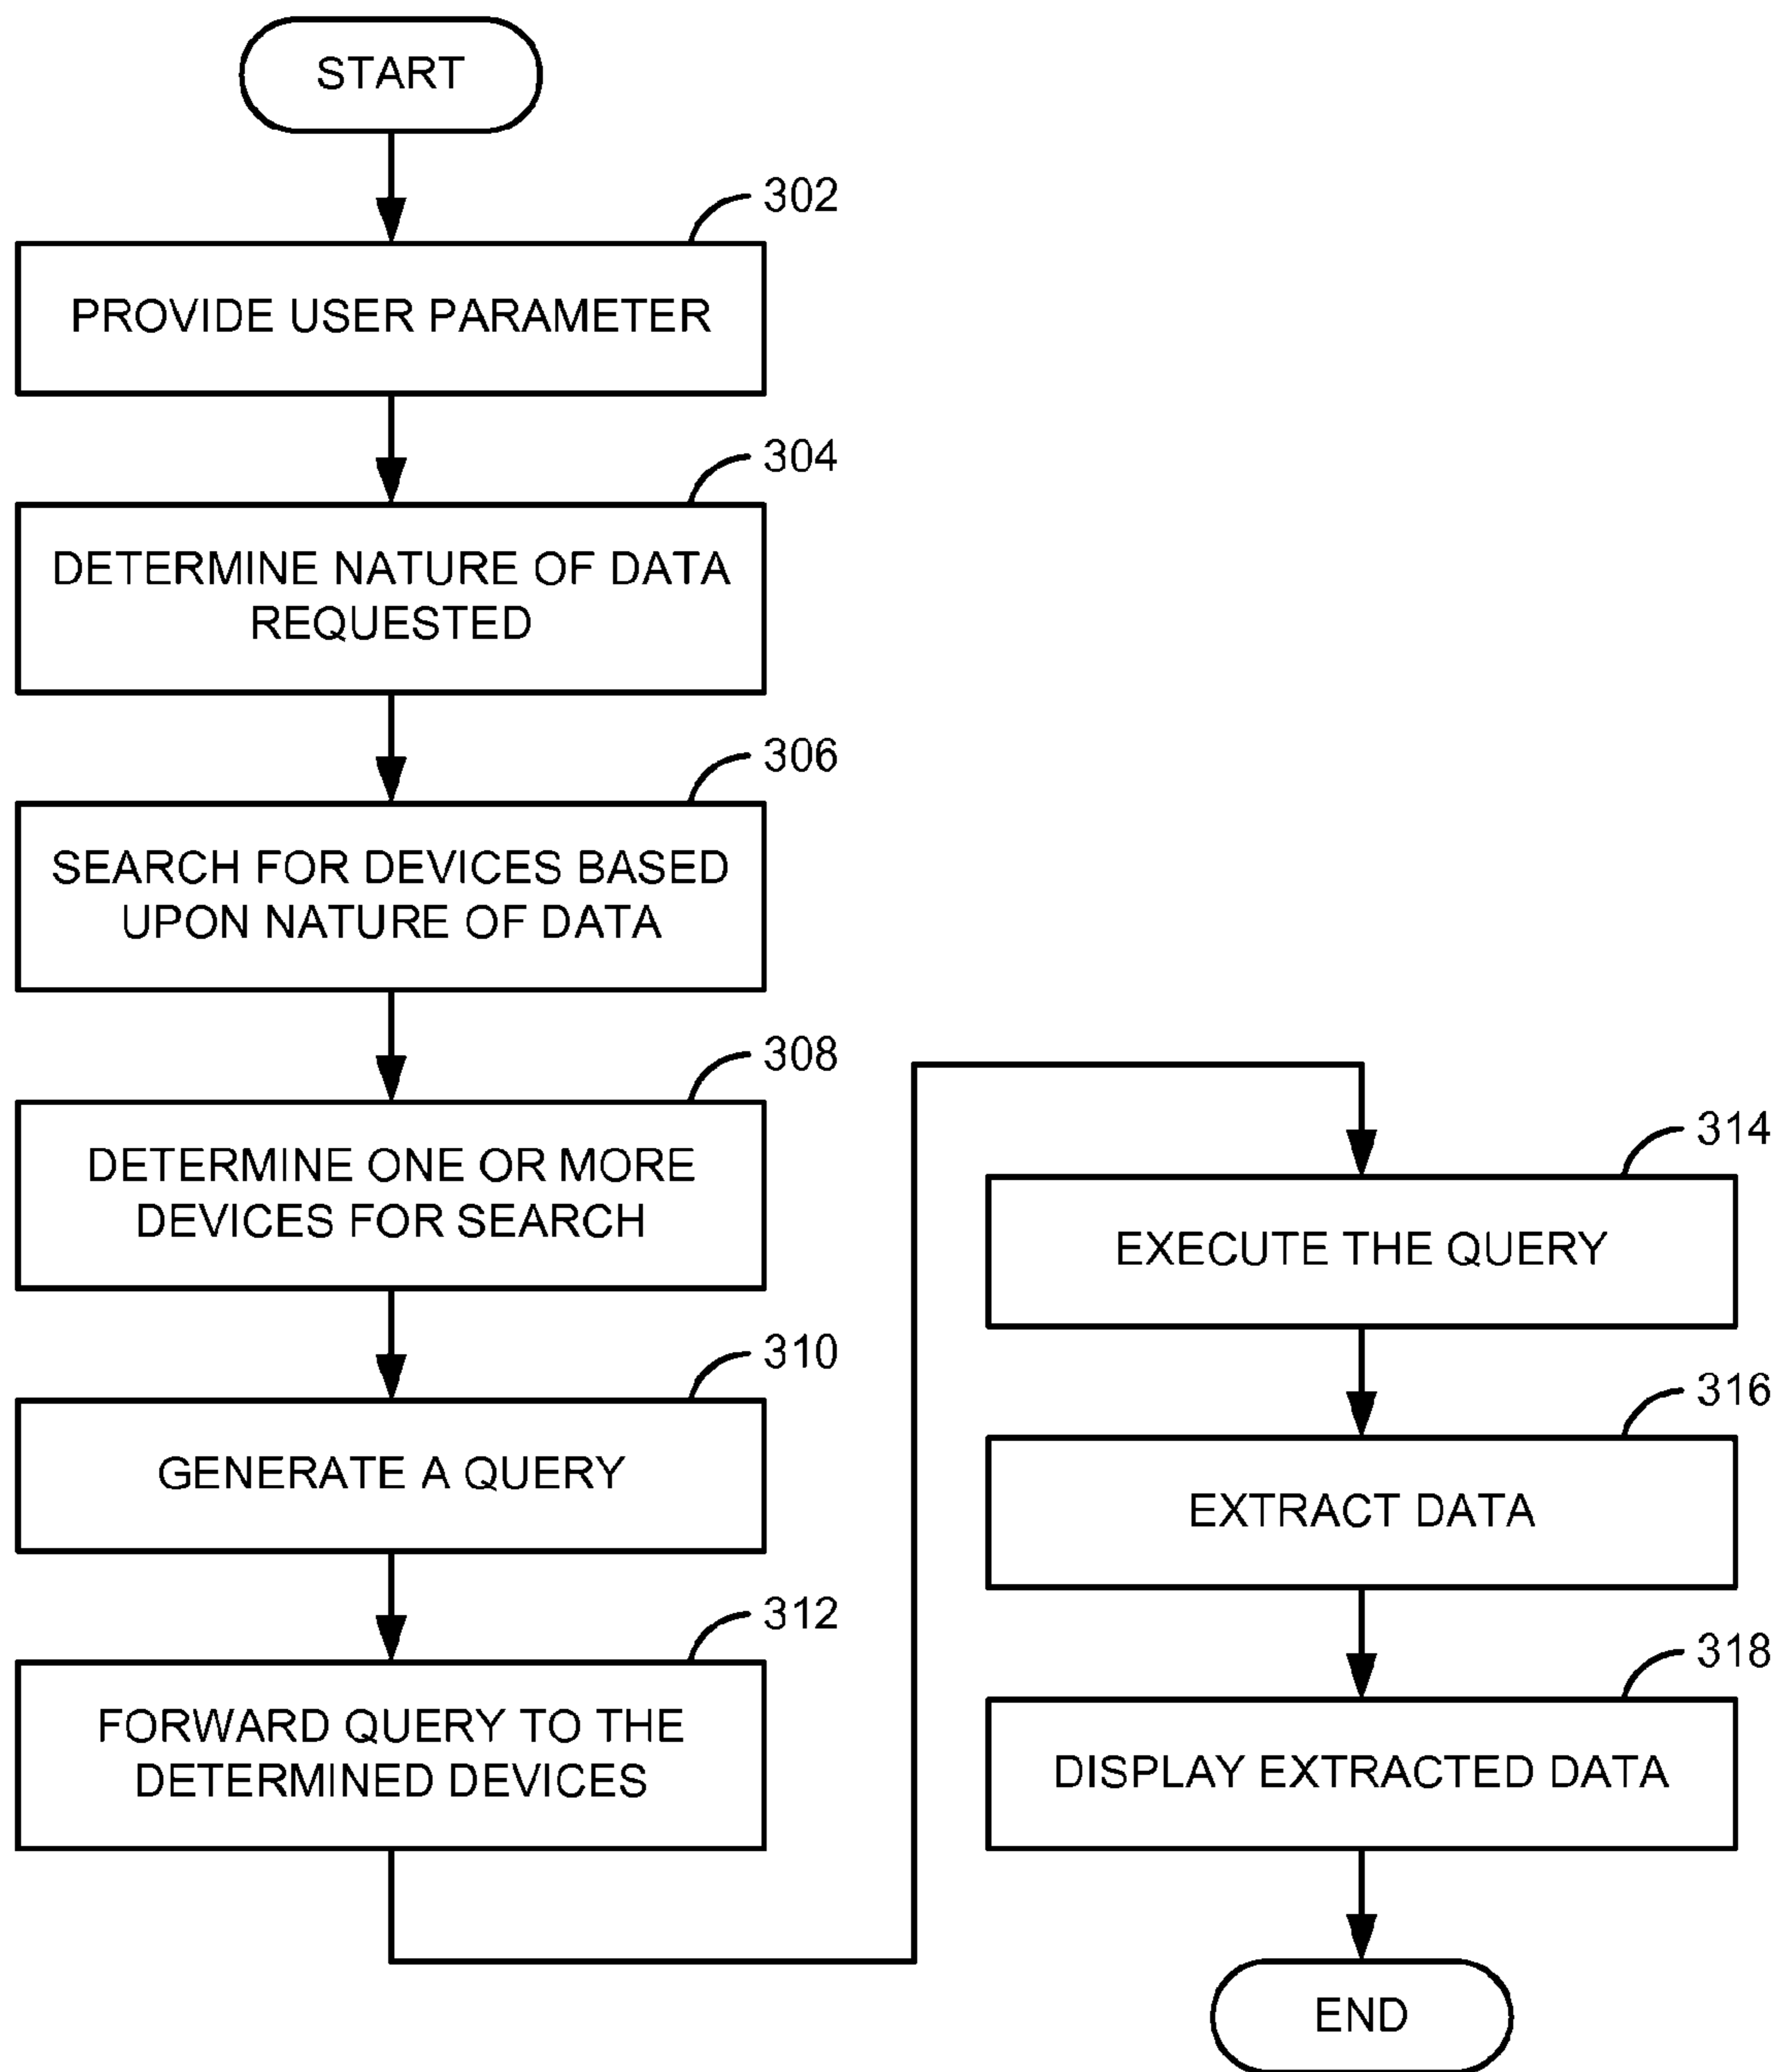 START
302
PROVIDE USER PARAMETER
304
DETERMINE NATURE OF DATA
REQUESTED
306
SEARCH FOR DEVICES BASED
UPON NATURE OF DATA
308
DETERMINE ONE OR MORE
DEVICES FOR SEARCH
310
GENERATE A QUERY
312
FORWARD QUERY TO THE
DETERMINED DEVICES
314
EXECUTE THE QUERY
316
EXTRACT DATA
318
DISPLAY EXTRACTED DATA
END